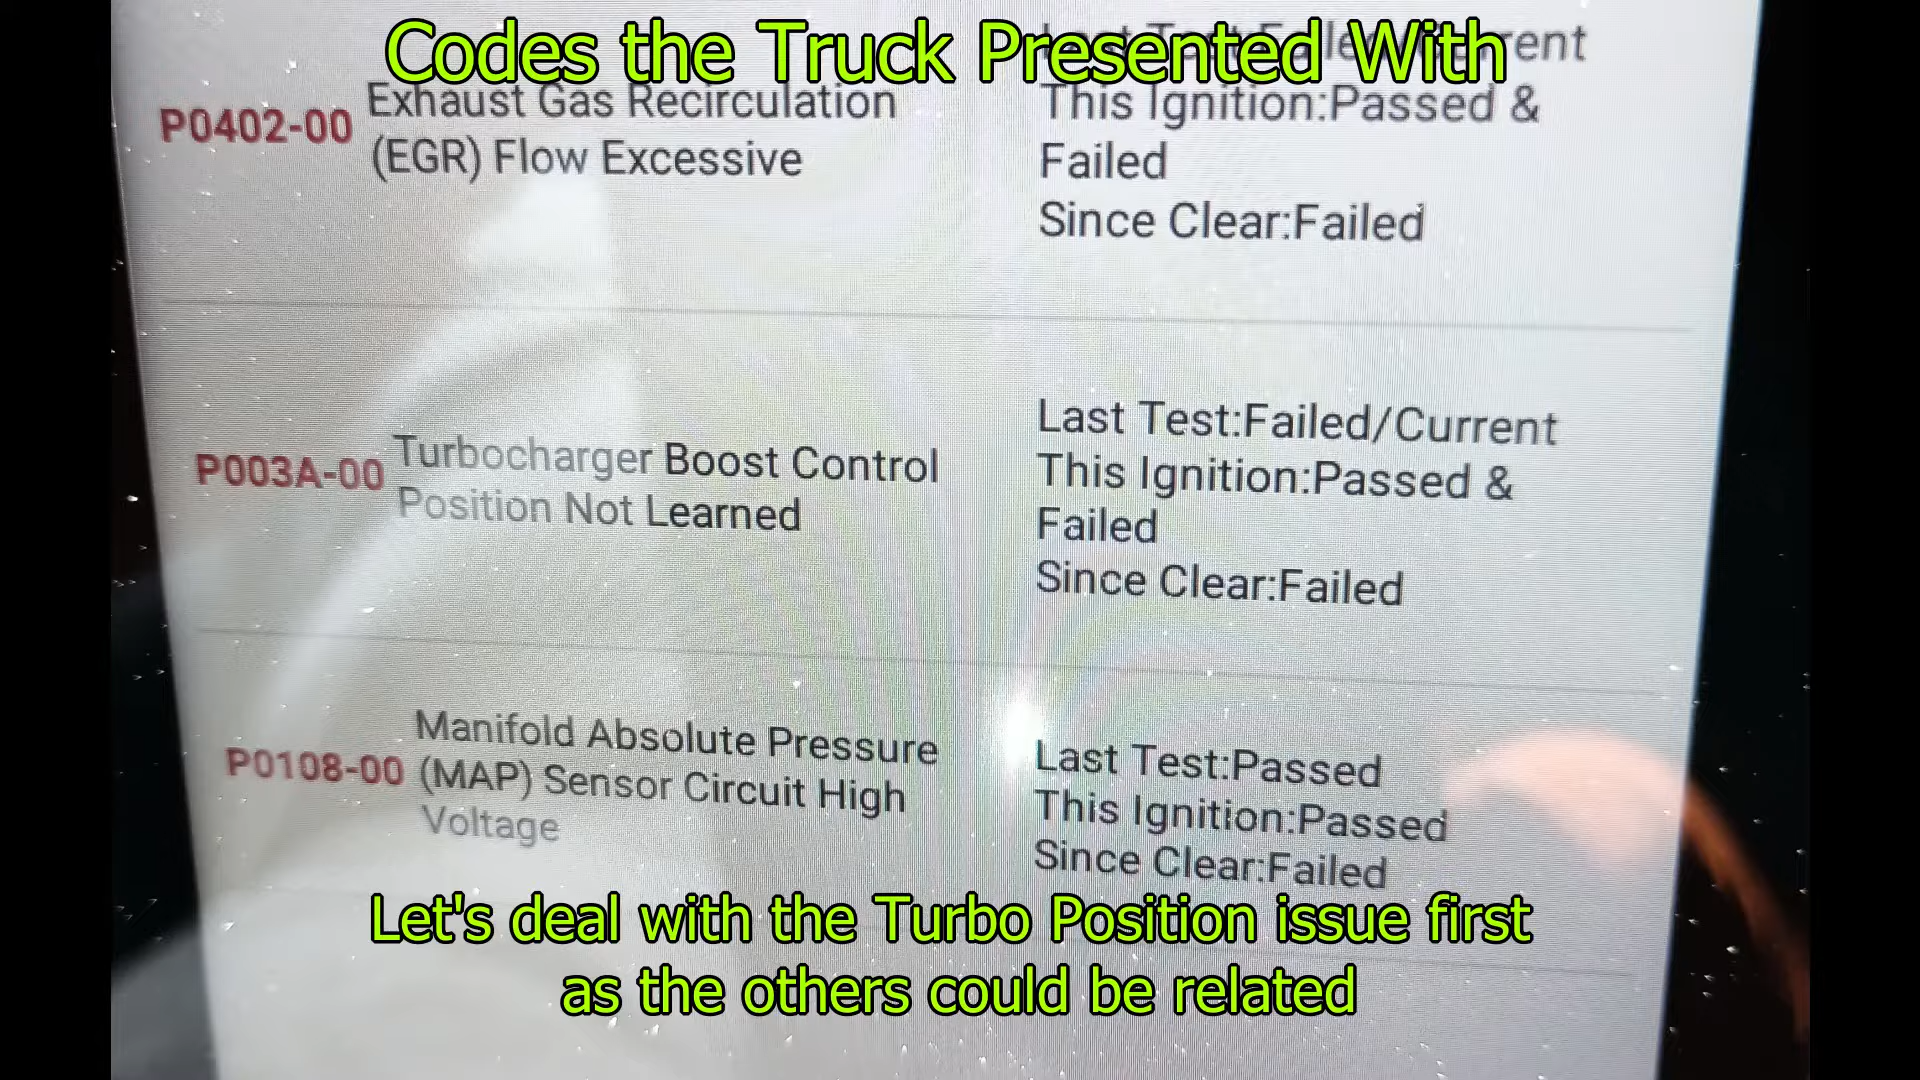 Codes the Truck Presented With
P0402-00
Exhaust Gas Recirculation
(EGR) Flow Excessive
This Ignition:Passed &
Failed
Since Clear:Failed
P003A-00
Turbocharger Boost Control
Position Not Learned
Last Test:Failed/Current
This Ignition:Passed &
Failed
Since Clear:Failed
P0108-00
Manifold Absolute Pressure
(MAP) Sensor Circuit High
Voltage
Last Test:Passed
This Ignition:Passed
Since Clear:Failed
Let's deal with the Turbo Position issue first
as the others could be related